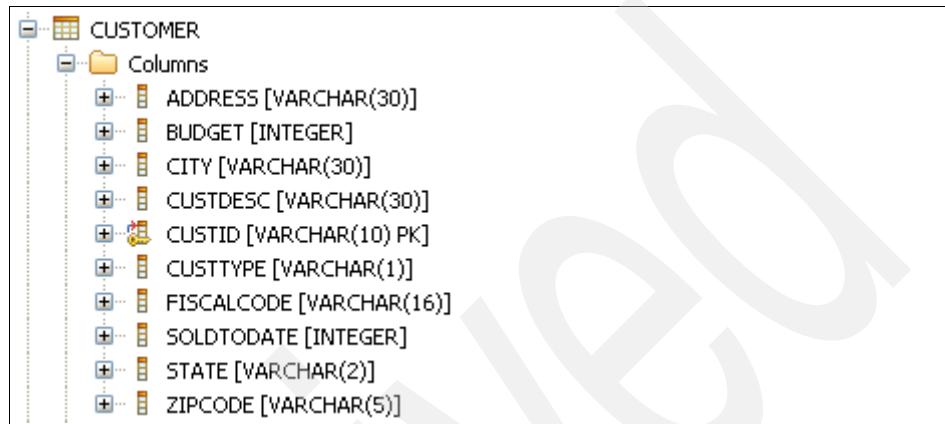 CUSTOMER
Columns
ADDRESS [VARCHAR(30)]
BUDGET [INTEGER]
CITY [VARCHAR(30)]
CUSTDESC [VARCHAR(30)]
CUSTID [VARCHAR(10) PK]
CUSTTYPE [VARCHAR(1)]
FISCALCODE [VARCHAR(16)]
SOLDTODATE [INTEGER]
STATE [VARCHAR(2)]
ZIPCODE [VARCHAR(5)]